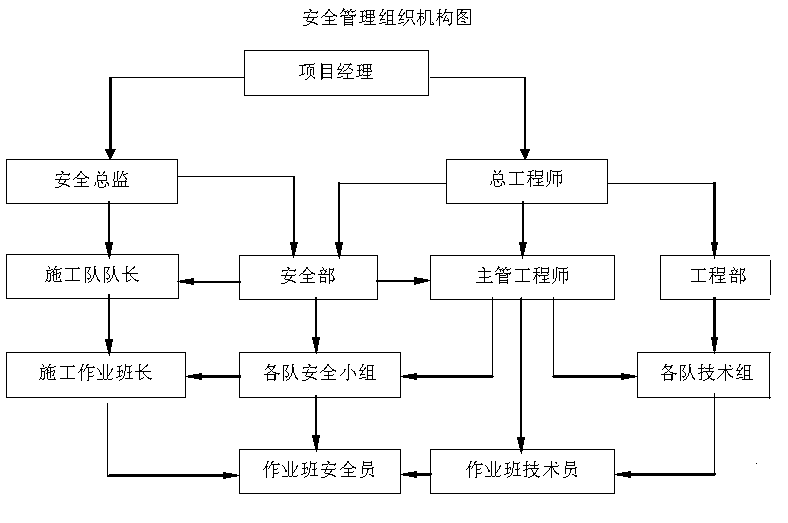 安全管理组织机构图
项目经理
安全总监
总工程师
施工队队长
安全部
主管工程师
工程部
施工作业班长
各队安全小组
各队技术组
作业班安全员
作业班技术员